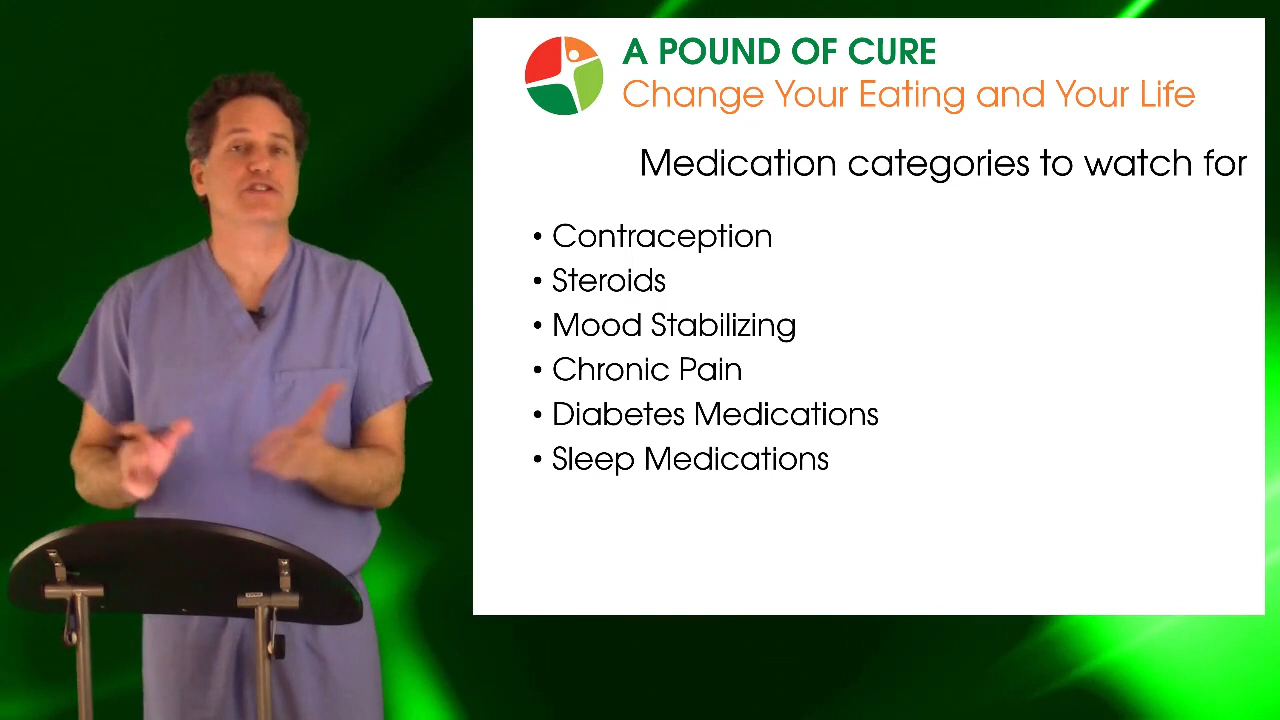 A POUND OF CURE
Change Your Eating and Your Life
Medication categories to watch for
• Contraception
• Steroids
• Mood Stabilizing
• Chronic Pain
• Diabetes Medications
• Sleep Medications